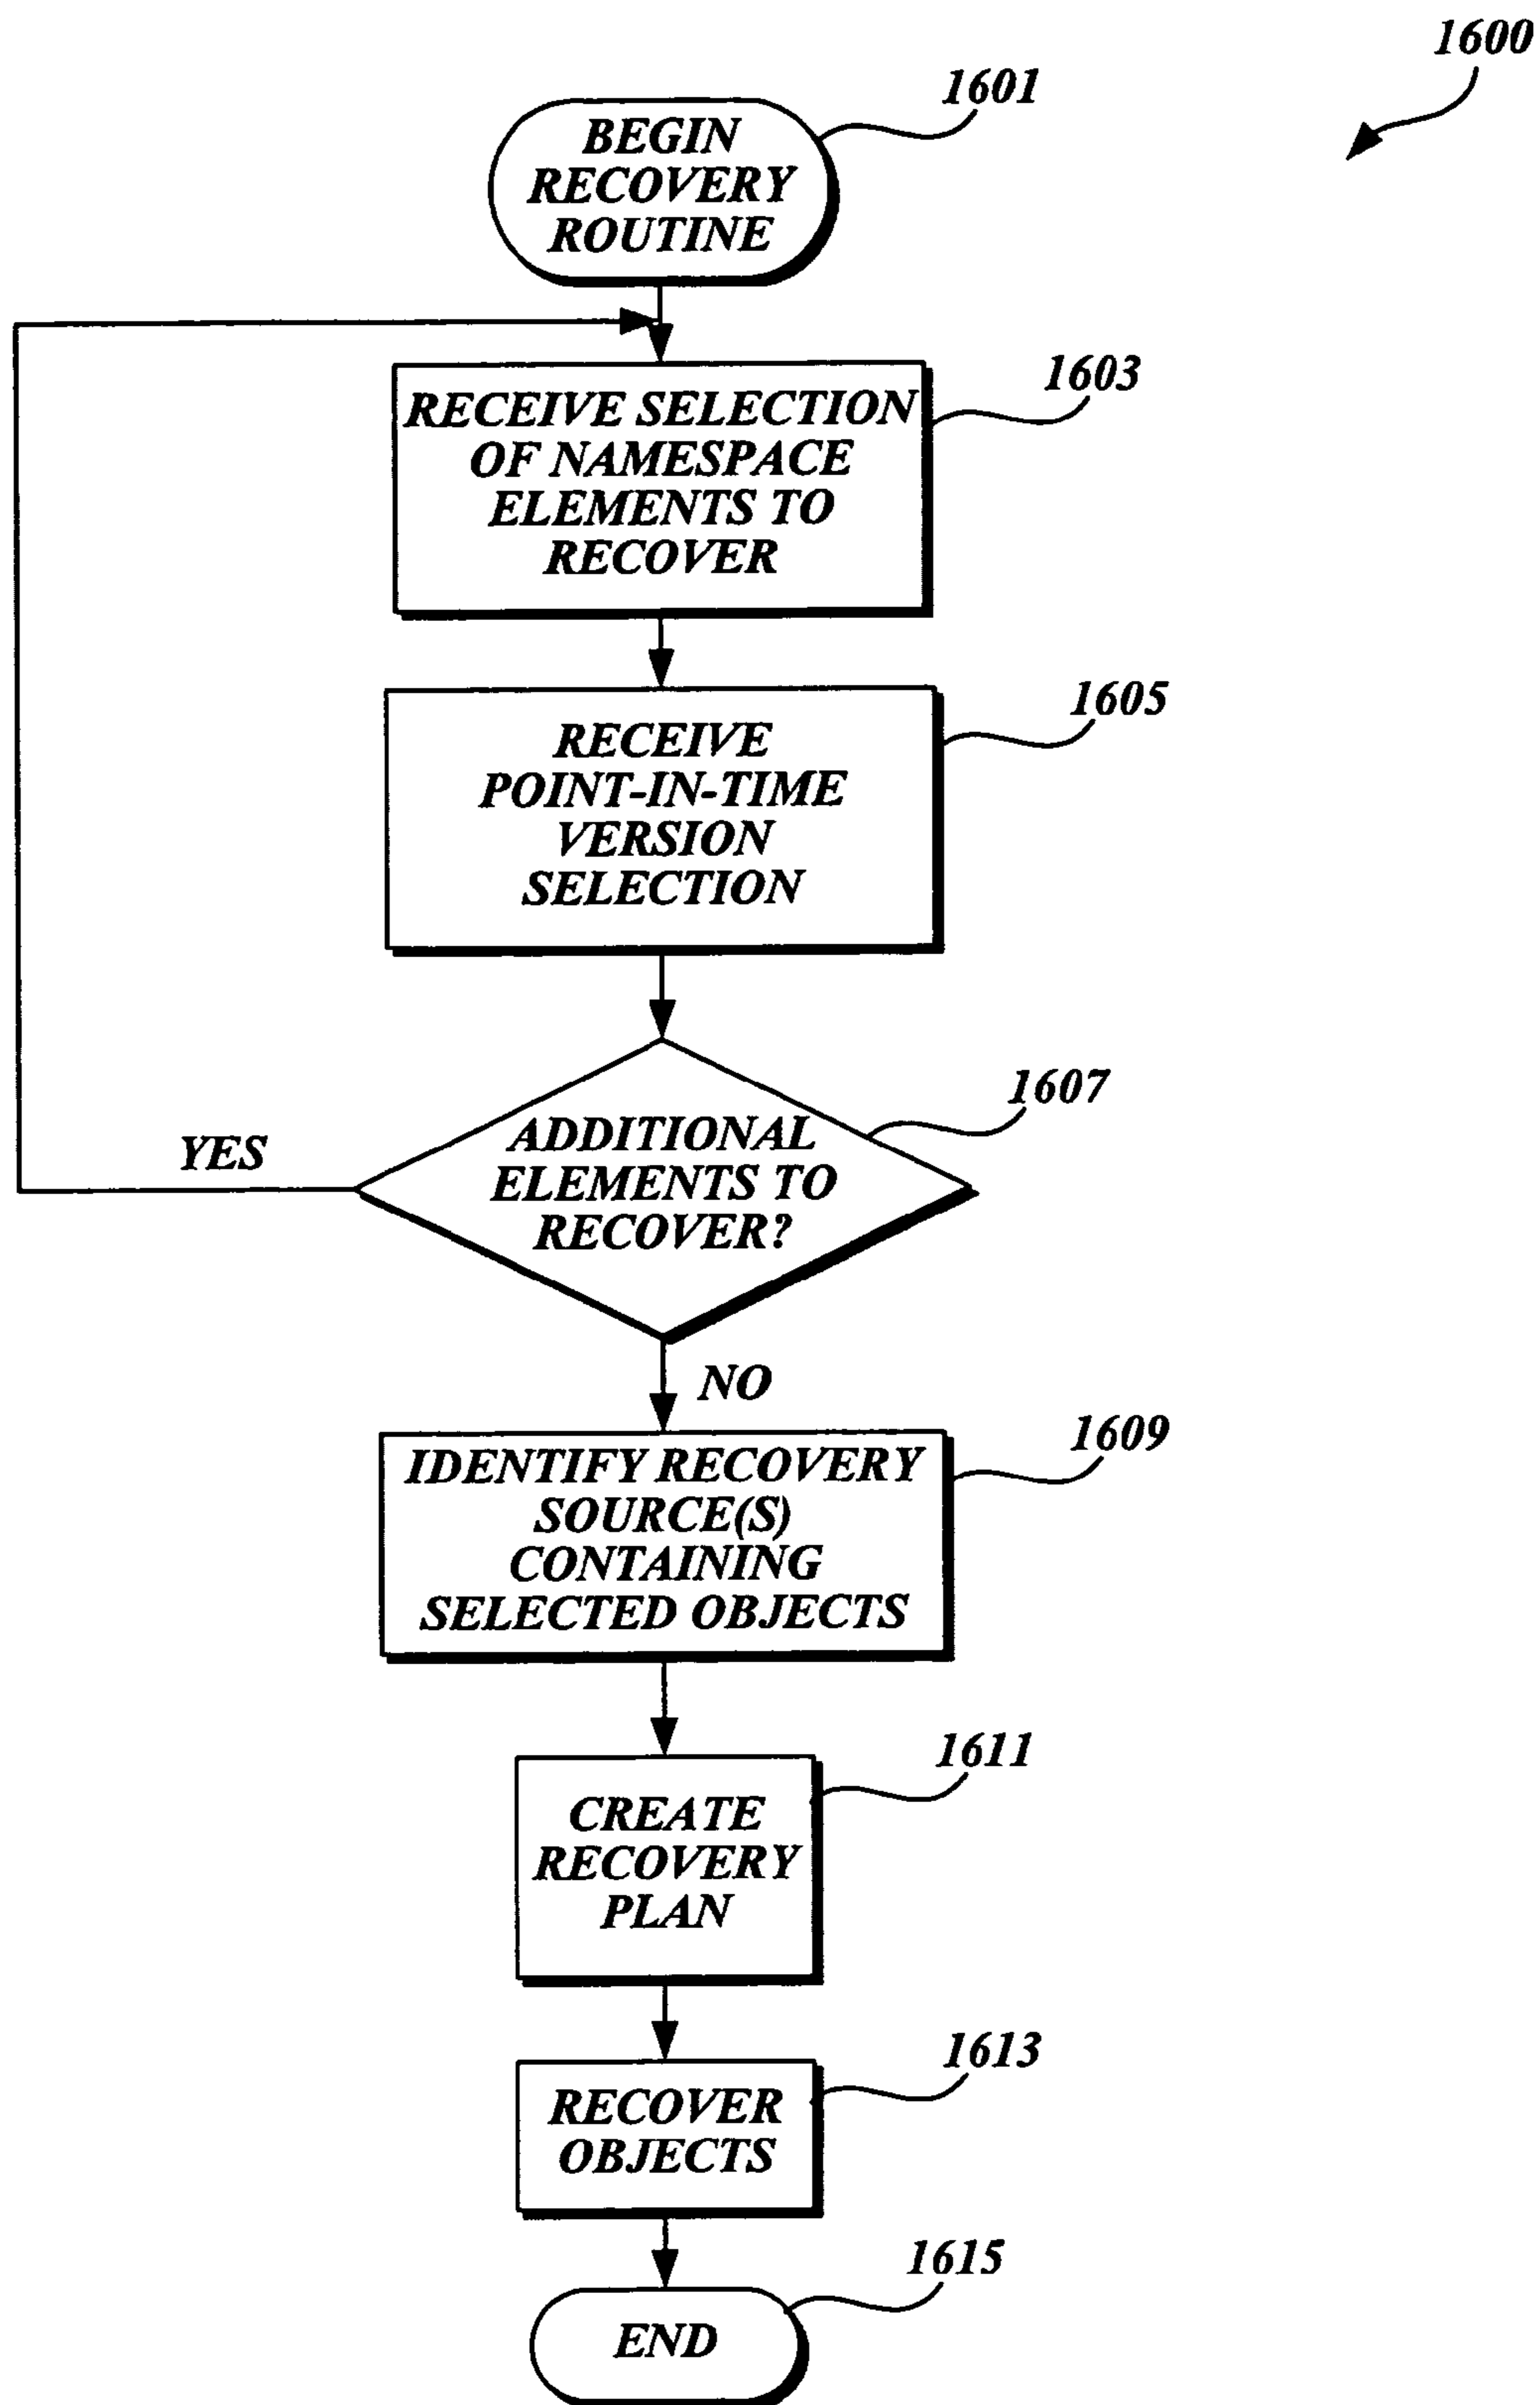 1600
1601
BEGIN
RECOVERY
ROUTINE
1603
RECEIVE SELECTION
OF NAMESPACE
ELEMENTS TO
RECOVER
1605
RECEIVE
POINT-IN-TIME
VERSION
SELECTION
1607
ADDITIONAL
ELEMENTS TO
RECOVER?
YES
NO
1609
IDENTIFY RECOVERY
SOURCE(S)
CONTAINING
SELECTED OBJECTS
1611
CREATE
RECOVERY
PLAN
1613
RECOVER
OBJECTS
1615
END